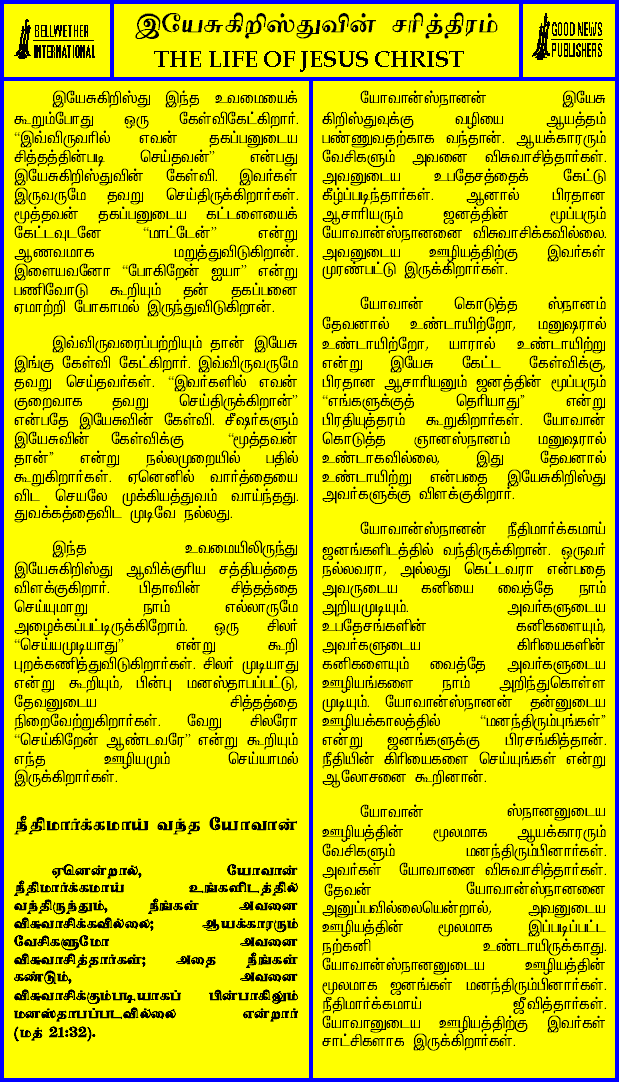 BELLWETHER
INTERNATIONAL
இயேசுகிறிஸ்துவின் சரித்திரம்
THE LIFE OF JESUS CHRIST
GOOD NEWS
PUBLISHERS
இயேசுகிறிஸ்து இந்த உவமையைக்
கூறும்போது ஒரு கேள்விகேட்கிறார்.
“இவ்விருவரில் எவன் தகப்பனுடைய
சித்தத்தின்படி செய்தவன்” என்பது
இயேசுகிறிஸ்துவின் கேள்வி. இவர்கள்
இருவருமே தவறு செய்திருக்கிறார்கள்.
மூத்தவன் தகப்பனுடைய கட்டளையைக்
கேட்டவுடனே “மாட்டேன்” என்று
ஆணவமாக மறுத்துவிடுகிறான்.
இளையவனோ “போகிறேன் ஐயா” என்று
பணிவோடு கூறியும் தன் தகப்பனை
ஏமாற்றி போகாமல் இருந்துவிடுகிறான்.
இவ்விருவரைப்பற்றியும் தான் இயேசு
இங்கு கேள்வி கேட்கிறார். இவ்விருவருமே
தவறு செய்தவர்கள். “இவர்களில் எவன்
குறைவாக தவறு செய்திருக்கிறான்”
என்பதே இயேசுவின் கேள்வி. சீஷர்களும்
இயேசுவின் கேள்விக்கு “மூத்தவன்
தான்” என்று நல்லமுறையில் பதில்
கூறுகிறார்கள். ஏனெனில் வார்த்தையை
விட செயலே முக்கியத்துவம் வாய்ந்தது.
துவக்கத்தைவிட முடிவே நல்லது.
இந்த உவமையிலிருந்து
இயேசுகிறிஸ்து ஆவிக்குரிய சத்தியத்தை
விளக்குகிறார். பிதாவின் சித்தத்தை
செய்யுமாறு நாம் எல்லாருமே
அழைக்கப்பட்டிருக்கிறோம். ஒரு சிலர்
“செய்யமுடியாது” என்று கூறி
புறக்கணித்துவிடுகிறார்கள். சிலர் முடியாது
என்று கூறியும், பின்பு மனஸ்தாபப்பட்டு,
தேவனுடைய சித்தத்தை
நிறைவேற்றுகிறார்கள். வேறு சிலரோ
“செய்கிறேன் ஆண்டவரே” என்று கூறியும்
எந்த ஊழியமும் செய்யாமல்
இருக்கிறார்கள்.
நீதிமார்க்கமாய் வந்த யோவான்
ஏனென்றால், யோவான்
நீதிமார்க்கமாய் உங்களிடத்தில்
வந்திருந்தும், நீங்கள் அவனை
விசுவாசிக்கவில்லை; ஆயக்காரரும்
வேசிகளுமோ அவனை
விசுவாசித்தார்கள்; அதை நீங்கள்
கண்டும், அவனை
விசுவாசிக்கும்படியாகப் பின்பாகிலும்
மனஸ்தாபப்படவில்லை என்றார்
(மத் 21:32).
யோவான்ஸ்நானன் இயேசு
கிறிஸ்துவுக்கு வழியை ஆயத்தம்
பண்ணுவதற்காக வந்தான். ஆயக்காரரும்
வேசிகளும் அவனை விசுவாசித்தார்கள்.
அவனுடைய உபதேசத்தைக் கேட்டு
கீழ்ப்படிந்தார்கள். ஆனால் பிரதான
ஆசாரியரும் ஜனத்தின் மூப்பரும்
யோவான்ஸ்நானனை விசுவாசிக்கவில்லை.
அவனுடைய ஊழியத்திற்கு இவர்கள்
முரண்பட்டு இருக்கிறார்கள்.
யோவான் கொடுத்த ஸ்நானம்
தேவனால் உண்டாயிற்றோ, மனுஷரால்
உண்டாயிற்றோ, யாரால் உண்டாயிற்று
என்று இயேசு கேட்ட கேள்விக்கு,
பிரதான ஆசாரியனும் ஜனத்தின் மூப்பரும்
“எங்களுக்குத் தெரியாது” என்று
பிரதியுத்தரம் கூறுகிறார்கள். யோவான்
கொடுத்த ஞானஸ்நானம் மனுஷரால்
உண்டாகவில்லை, இது தேவனால்
உண்டாயிற்று என்பதை இயேசுகிறிஸ்து
அவர்களுக்கு விளக்குகிறார்.
யோவான்ஸ்நானன் நீதிமார்க்கமாய்
ஜனங்களிடத்தில் வந்திருக்கிறான். ஒருவர்
நல்லவரா, அல்லது கெட்டவரா என்பதை
அவருடைய கனியை வைத்தே நாம்
அறியமுடியும். அவர்களுடைய
உபதேசங்களின் கனிகளையும்,
அவர்களுடைய கிரியைகளின்
கனிகளையும் வைத்தே அவர்களுடைய
ஊழியங்களை நாம் அறிந்துகொள்ள
முடியும். யோவான்ஸ்நானன் தன்னுடைய
ஊழியக்காலத்தில் “மனந்திரும்புங்கள்”
என்று ஜனங்களுக்கு பிரசங்கித்தான்.
நீதியின் கிரியைகளை செய்யுங்கள் என்று
ஆலோசனை கூறினான்.
யோவான் ஸ்நானனுடைய
ஊழியத்தின் மூலமாக ஆயக்காரரும்
வேசிகளும் மனந்திரும்பினார்கள்.
அவர்கள் யோவானை விசுவாசித்தார்கள்.
தேவன் யோவான்ஸ்நானனை
அனுப்பவில்லையென்றால், அவனுடைய
ஊழியத்தின் மூலமாக இப்படிப்பட்ட
நற்கனி உண்டாயிருக்காது.
யோவான்ஸ்நானனுடைய ஊழியத்தின்
மூலமாக ஜனங்கள் மனந்திரும்பினார்கள்.
நீதிமார்க்கமாய் ஜீவித்தார்கள்.
யோவானுடைய ஊழியத்திற்கு இவர்கள்
சாட்சிகளாக இருக்கிறார்கள்.